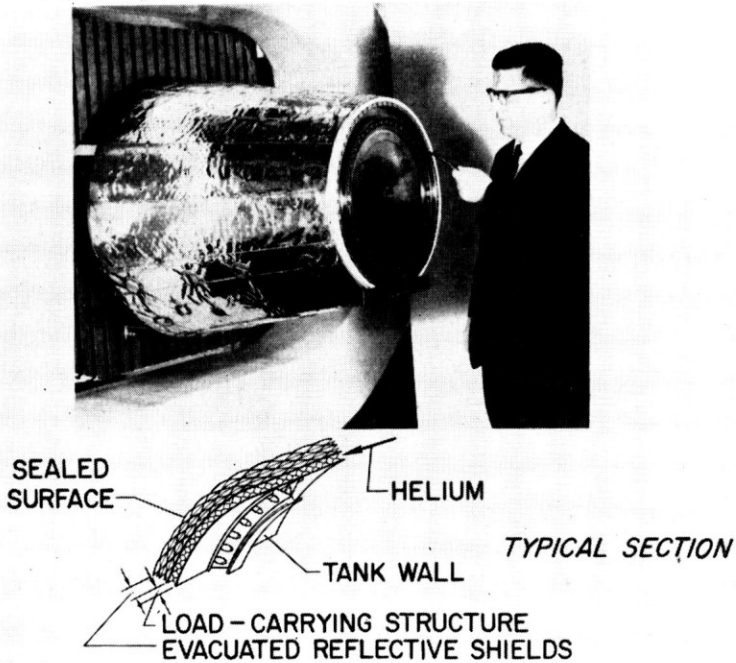 SEALED
SURFACE
HELIUM
TYPICAL SECTION
TANK WALL
LOAD-CARRYING STRUCTURE
EVACUATED REFLECTIVE SHIELDS